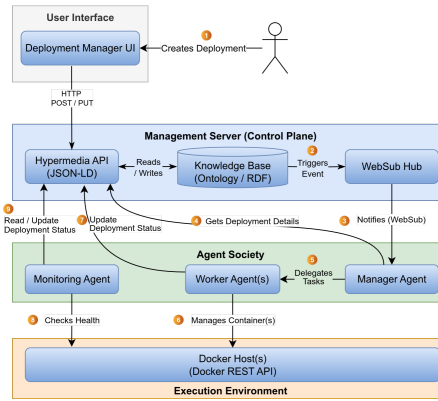 User Interface
Deployment Manager UI
1
Creates Deployment
HTTP
POST / PUT
Management Server (Control Plane)
Hypermedia API
(JSON-LD)
Reads
/ Writes
Knowledge Base
(Ontology / RDF)
2
Triggers
Event
WebSub Hub
9
Read / Update
Deployment Status
7
Update
Deployment Status
4
Gets Deployment Details
3
Notifies (WebSub)
Agent Society
Monitoring Agent
Worker Agent(s)
5
Delegates
Tasks
Manager Agent
8
Checks Health
6
Manages Container(s)
Docker Host(s)
(Docker REST API)
Execution Environment